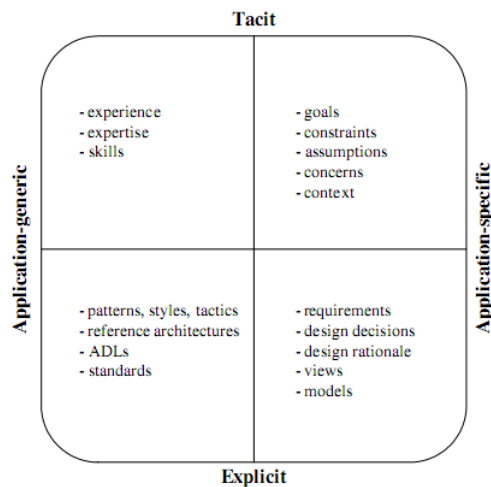 Tacit
Application-generic
- experience
- expertise
- skills
- goals
- constraints
- assumptions
- concerns
- context
Application-specific
- patterns, styles, tactics
- reference architectures
- ADLs
- standards
- requirements
- design decisions
- design rationale
- views
- models
Explicit